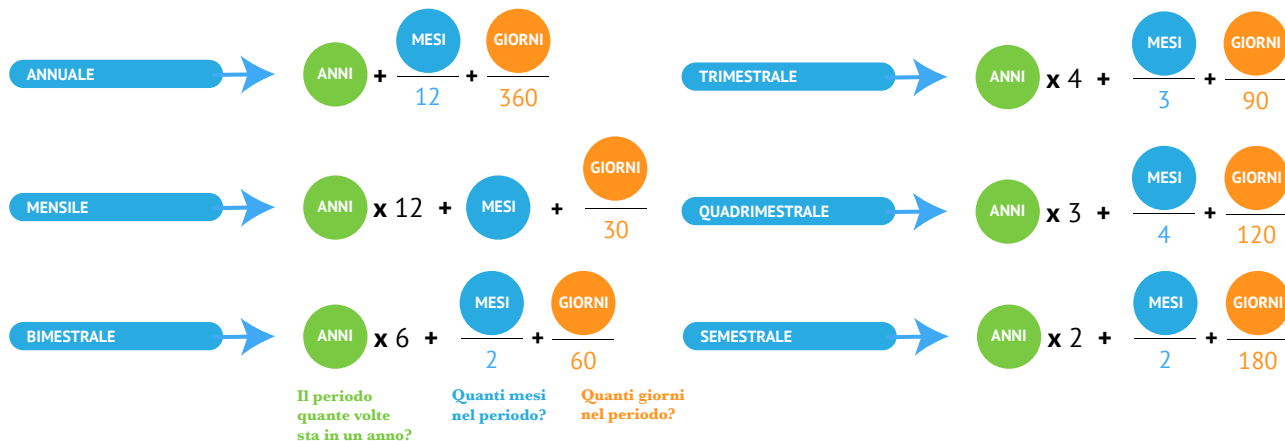 ANNUALE
ANNI + MESI/12 + GIORNI/360
MENSILE
ANNI x 12 + MESI + GIORNI/30
BIMESTRALE
ANNI x 6 + MESI/2 + GIORNI/60
Il periodo
quante volte
sta in un anno?
Quanti mesi
nel periodo?
Quanti giorni
nel periodo?
TRIMESTRALE
ANNI x 4 + MESI/3 + GIORNI/90
QUADRIMESTRALE
ANNI x 3 + MESI/4 + GIORNI/120
SEMESTRALE
ANNI x 2 + MESI/2 + GIORNI/180